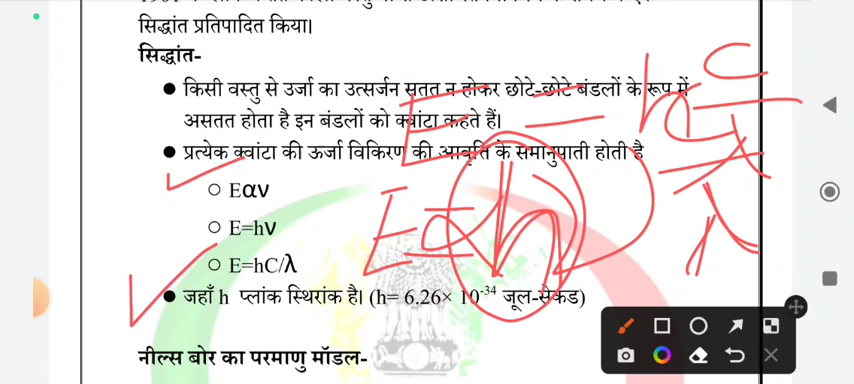 सिद्धांत प्रतिपादित किया।
सिद्धांत-
● किसी वस्तु से उर्जा का उत्सर्जन सतत न होकर छोटे-छोटे बंडलों के रूप में
असतत होता है इन बंडलों को क्वांटा कहते हैं।
● प्रत्येक क्वांटा की ऊर्जा विकिरण की आवृति के समानुपाती होती है
○ Eαν
○ E=hν
○ E=hC/λ
● जहाँ h प्लांक स्थिरांक है। (h= 6.26× 10⁻³⁴ जूल-सेकंड)
नील्स बोर का परमाणु मॉडल-
E = h c/λ